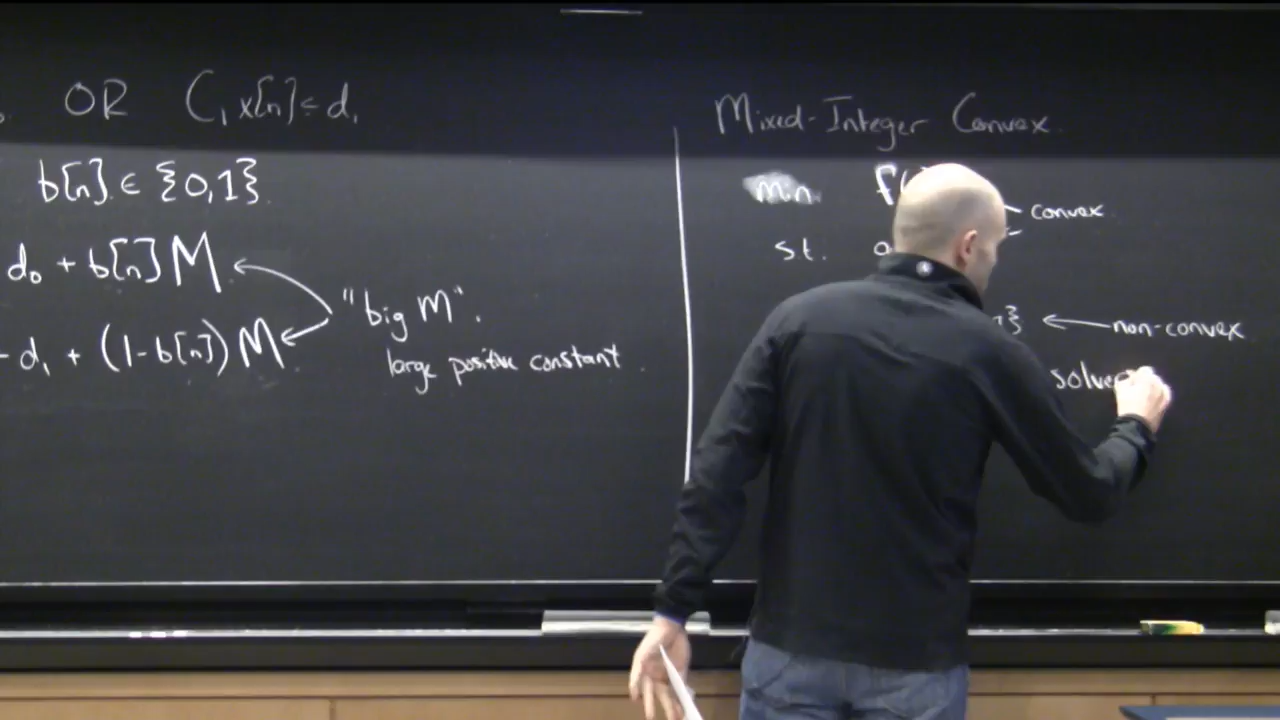 OR C₁ x[n] ≤ d₁
b[n] ∈ {0,1}
d₀ + b[n] M
d₁ + (1-b[n]) M
"big M".
large positive constant.
Mixed-Integer Convex.
min f(
convex
st.
} ← non-convex
solve